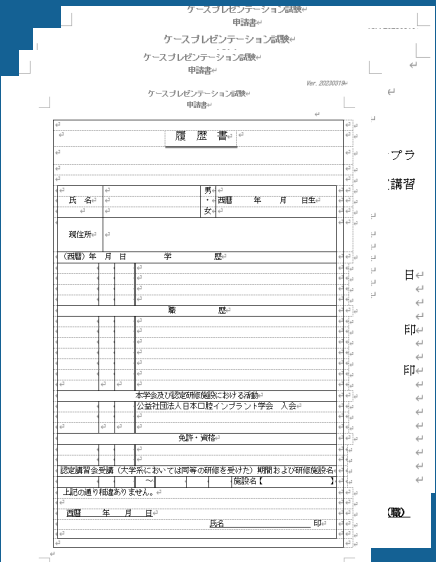 ケースプレゼンテーション試験
申請書
ケースプレゼンテーション試験
ケースプレゼンテーション試験
申請書
Ver. 20230319
ケースプレゼンテーション試験
申請書
プラ
講習
履 歴 書
氏 名
男
・
女
西暦 年 月 日生
現住所
(西暦)年 月 日 学 歴
日
職 歴
印
印
本学会及び認定研修施設における活動
公益社団法人日本口腔インプラント学会 入会
免許・資格
認定講習会受講(大学系においては同等の研修を受けた)期間および研修施設名
~ 施設名【 】
上記の通り相違ありません。
西暦 年 月 日
(職)
氏名 印